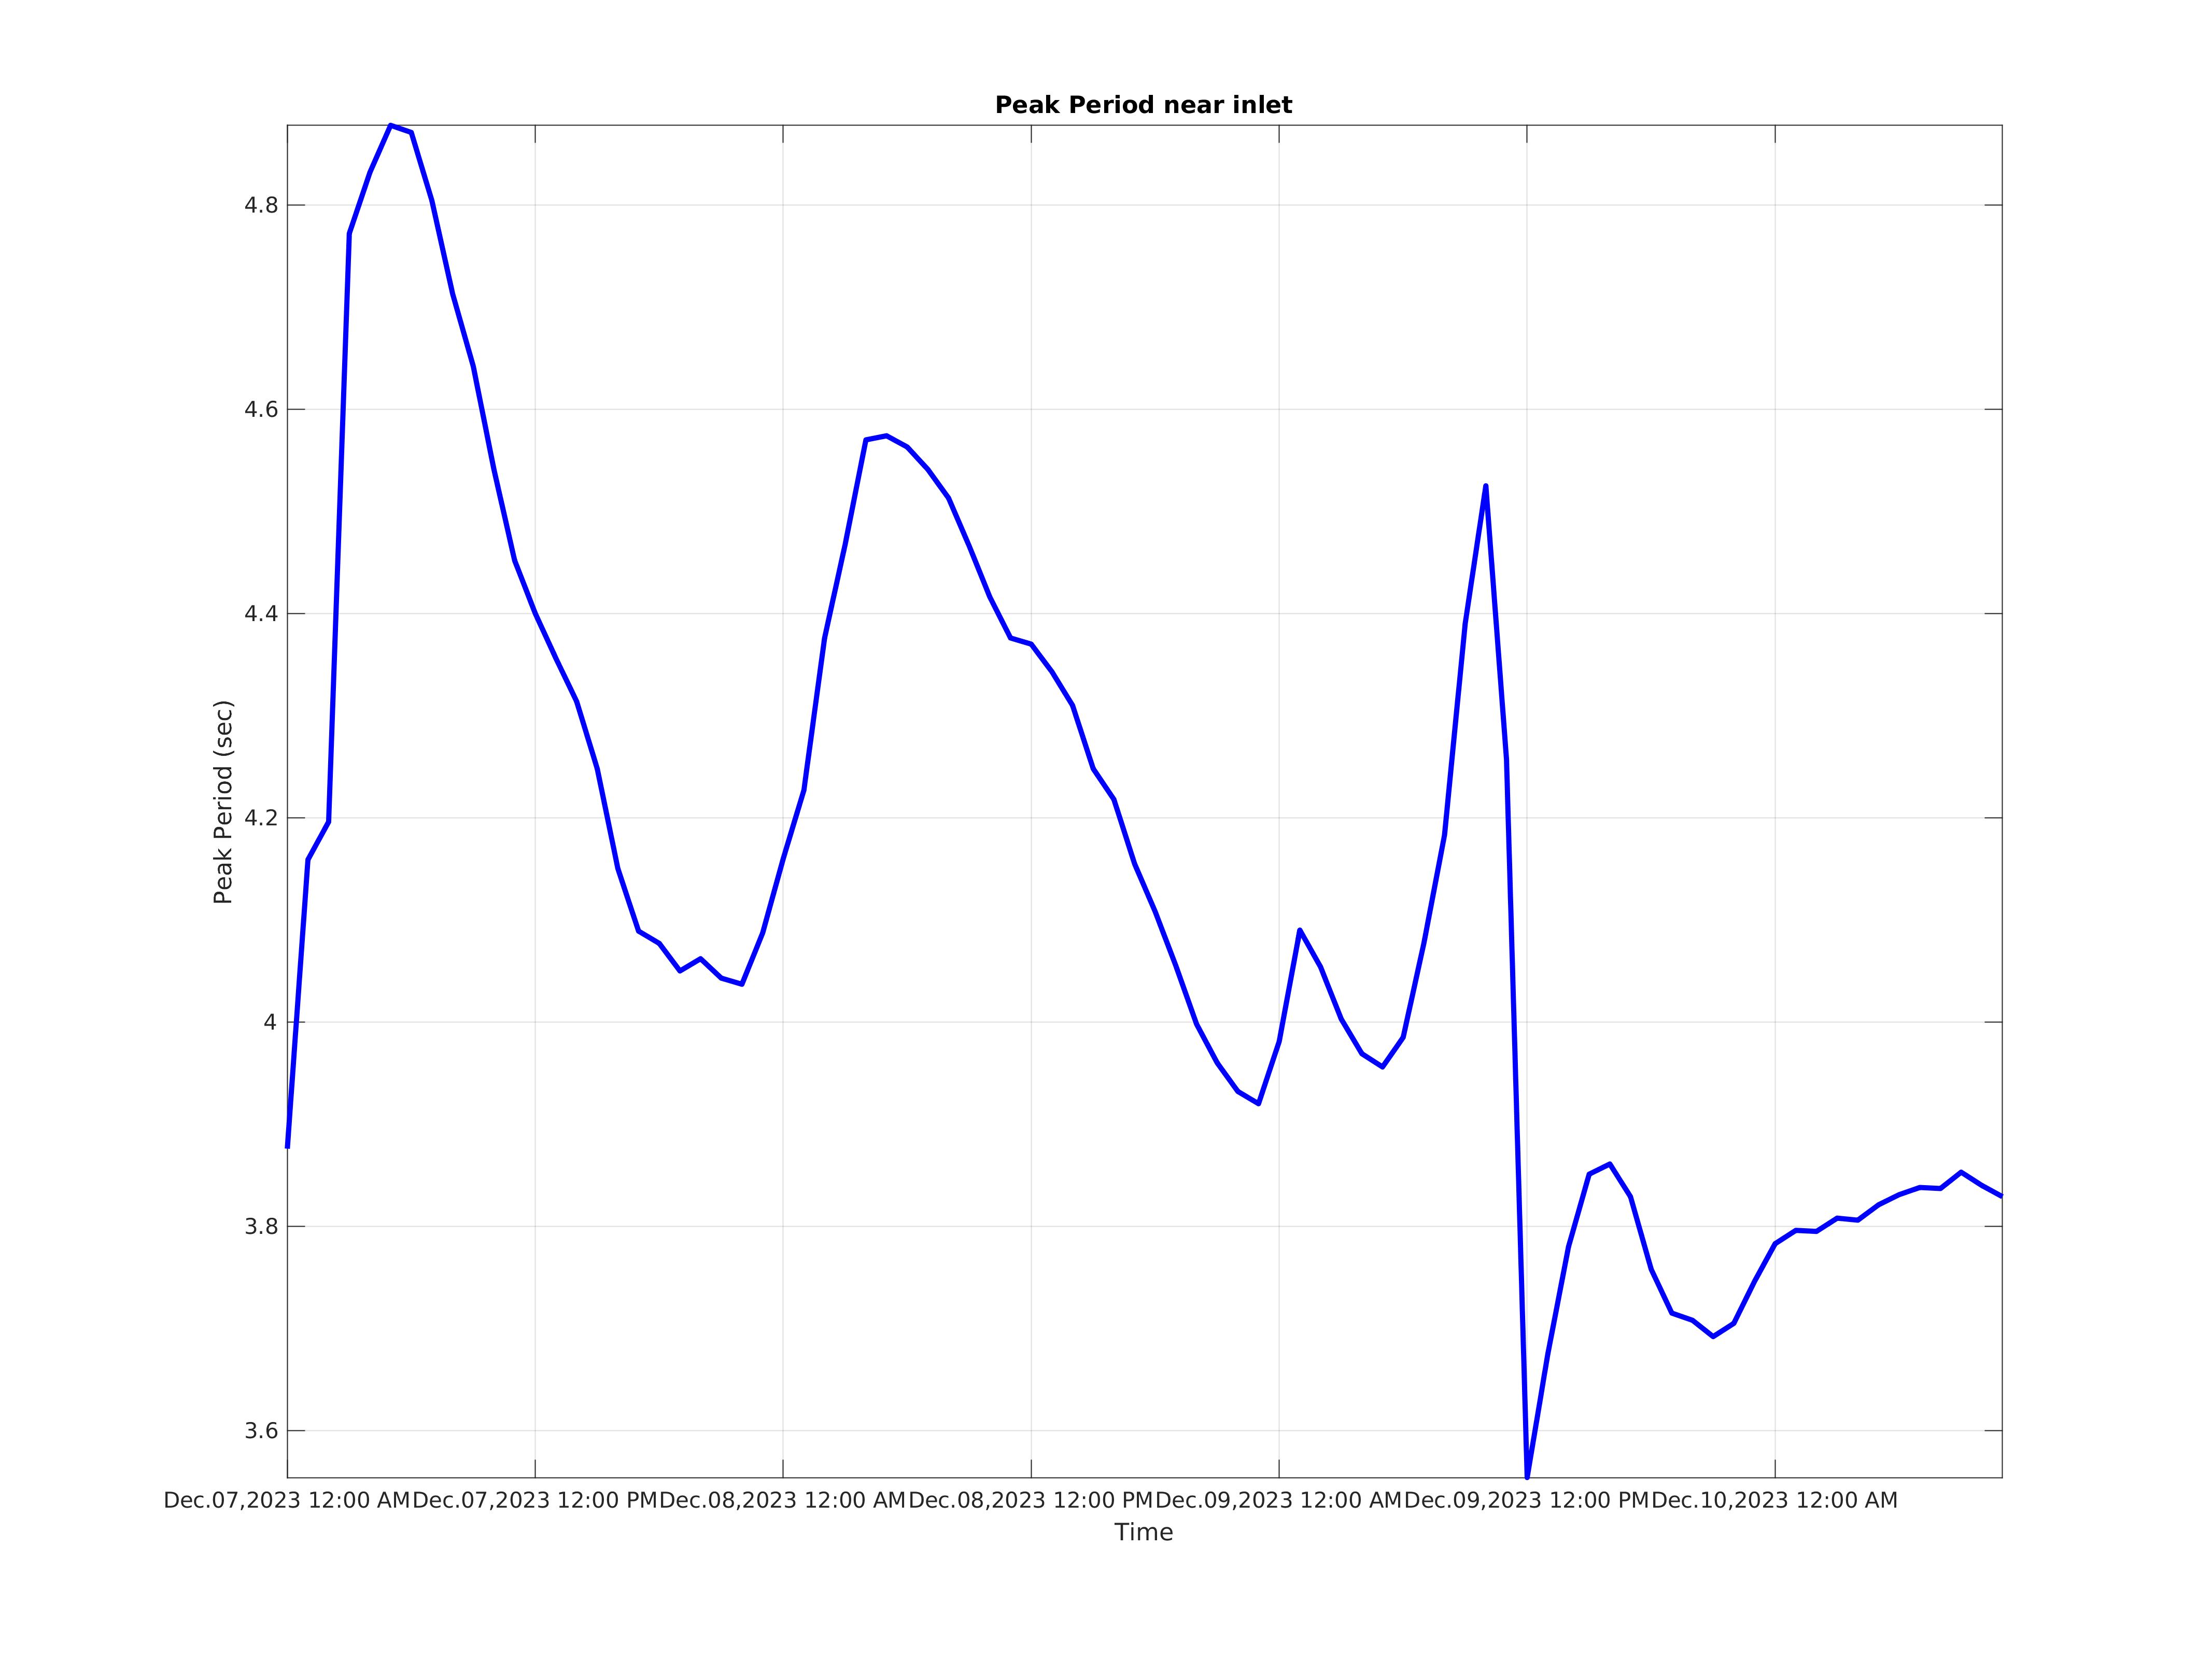 Peak Period near inlet
4.8
4.6
4.4
4.2
4
3.8
3.6
Peak Period (sec)
Dec.07,2023 12:00 AM Dec.07,2023 12:00 PM Dec.08,2023 12:00 AM Dec.08,2023 12:00 PM Dec.09,2023 12:00 AM Dec.09,2023 12:00 PM Dec.10,2023 12:00 AM
Time